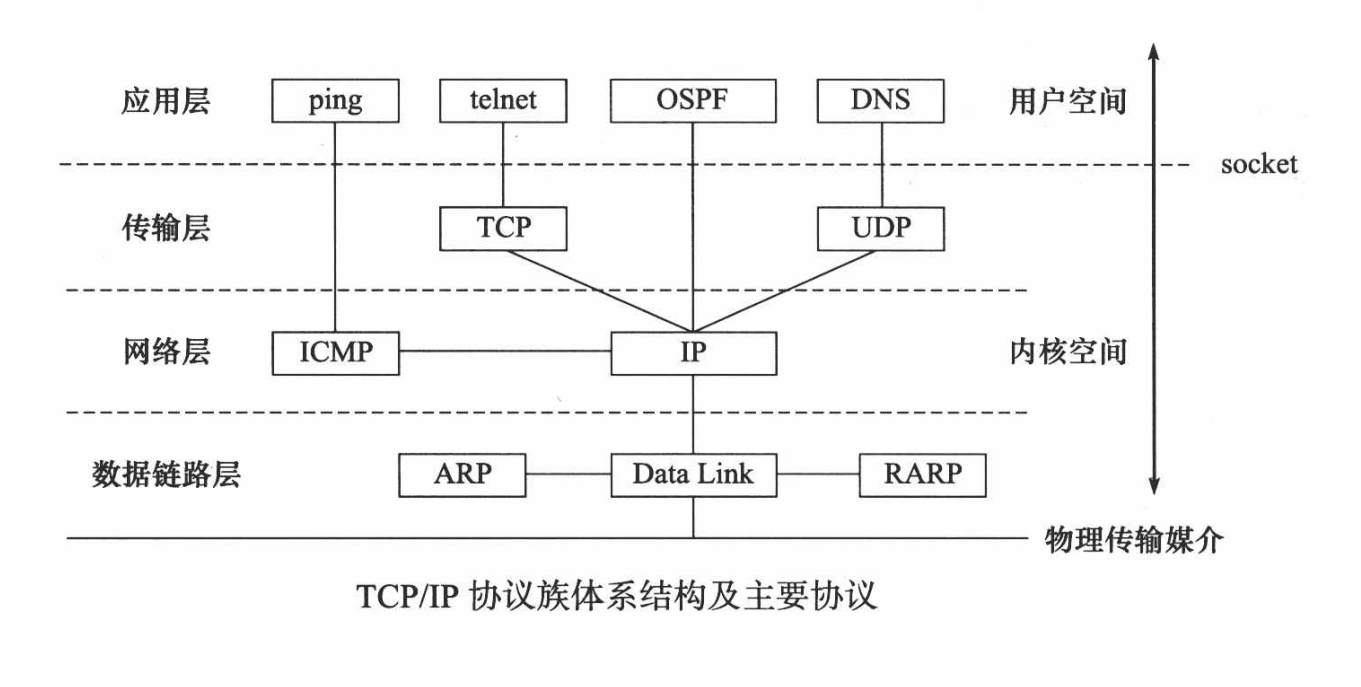 应用层 ping telnet OSPF DNS 用户空间
socket
传输层 TCP UDP
网络层 ICMP IP 内核空间
数据链路层 ARP Data Link RARP
物理传输媒介
TCP/IP 协议族体系结构及主要协议